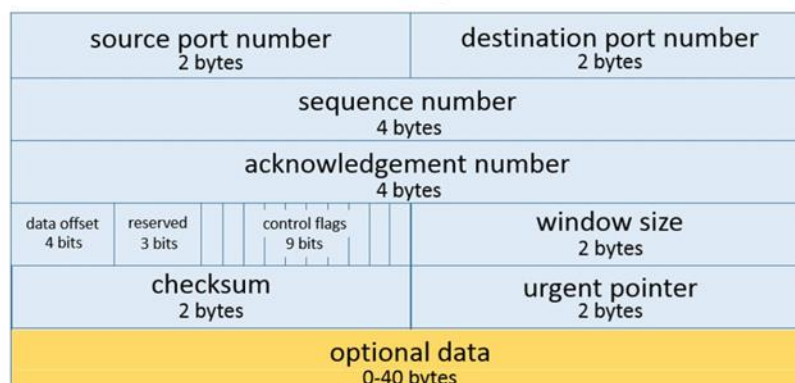 source port number
2 bytes
destination port number
2 bytes
sequence number
4 bytes
acknowledgement number
4 bytes
data offset
4 bits
reserved
3 bits
control flags
9 bits
window size
2 bytes
checksum
2 bytes
urgent pointer
2 bytes
optional data
0-40 bytes